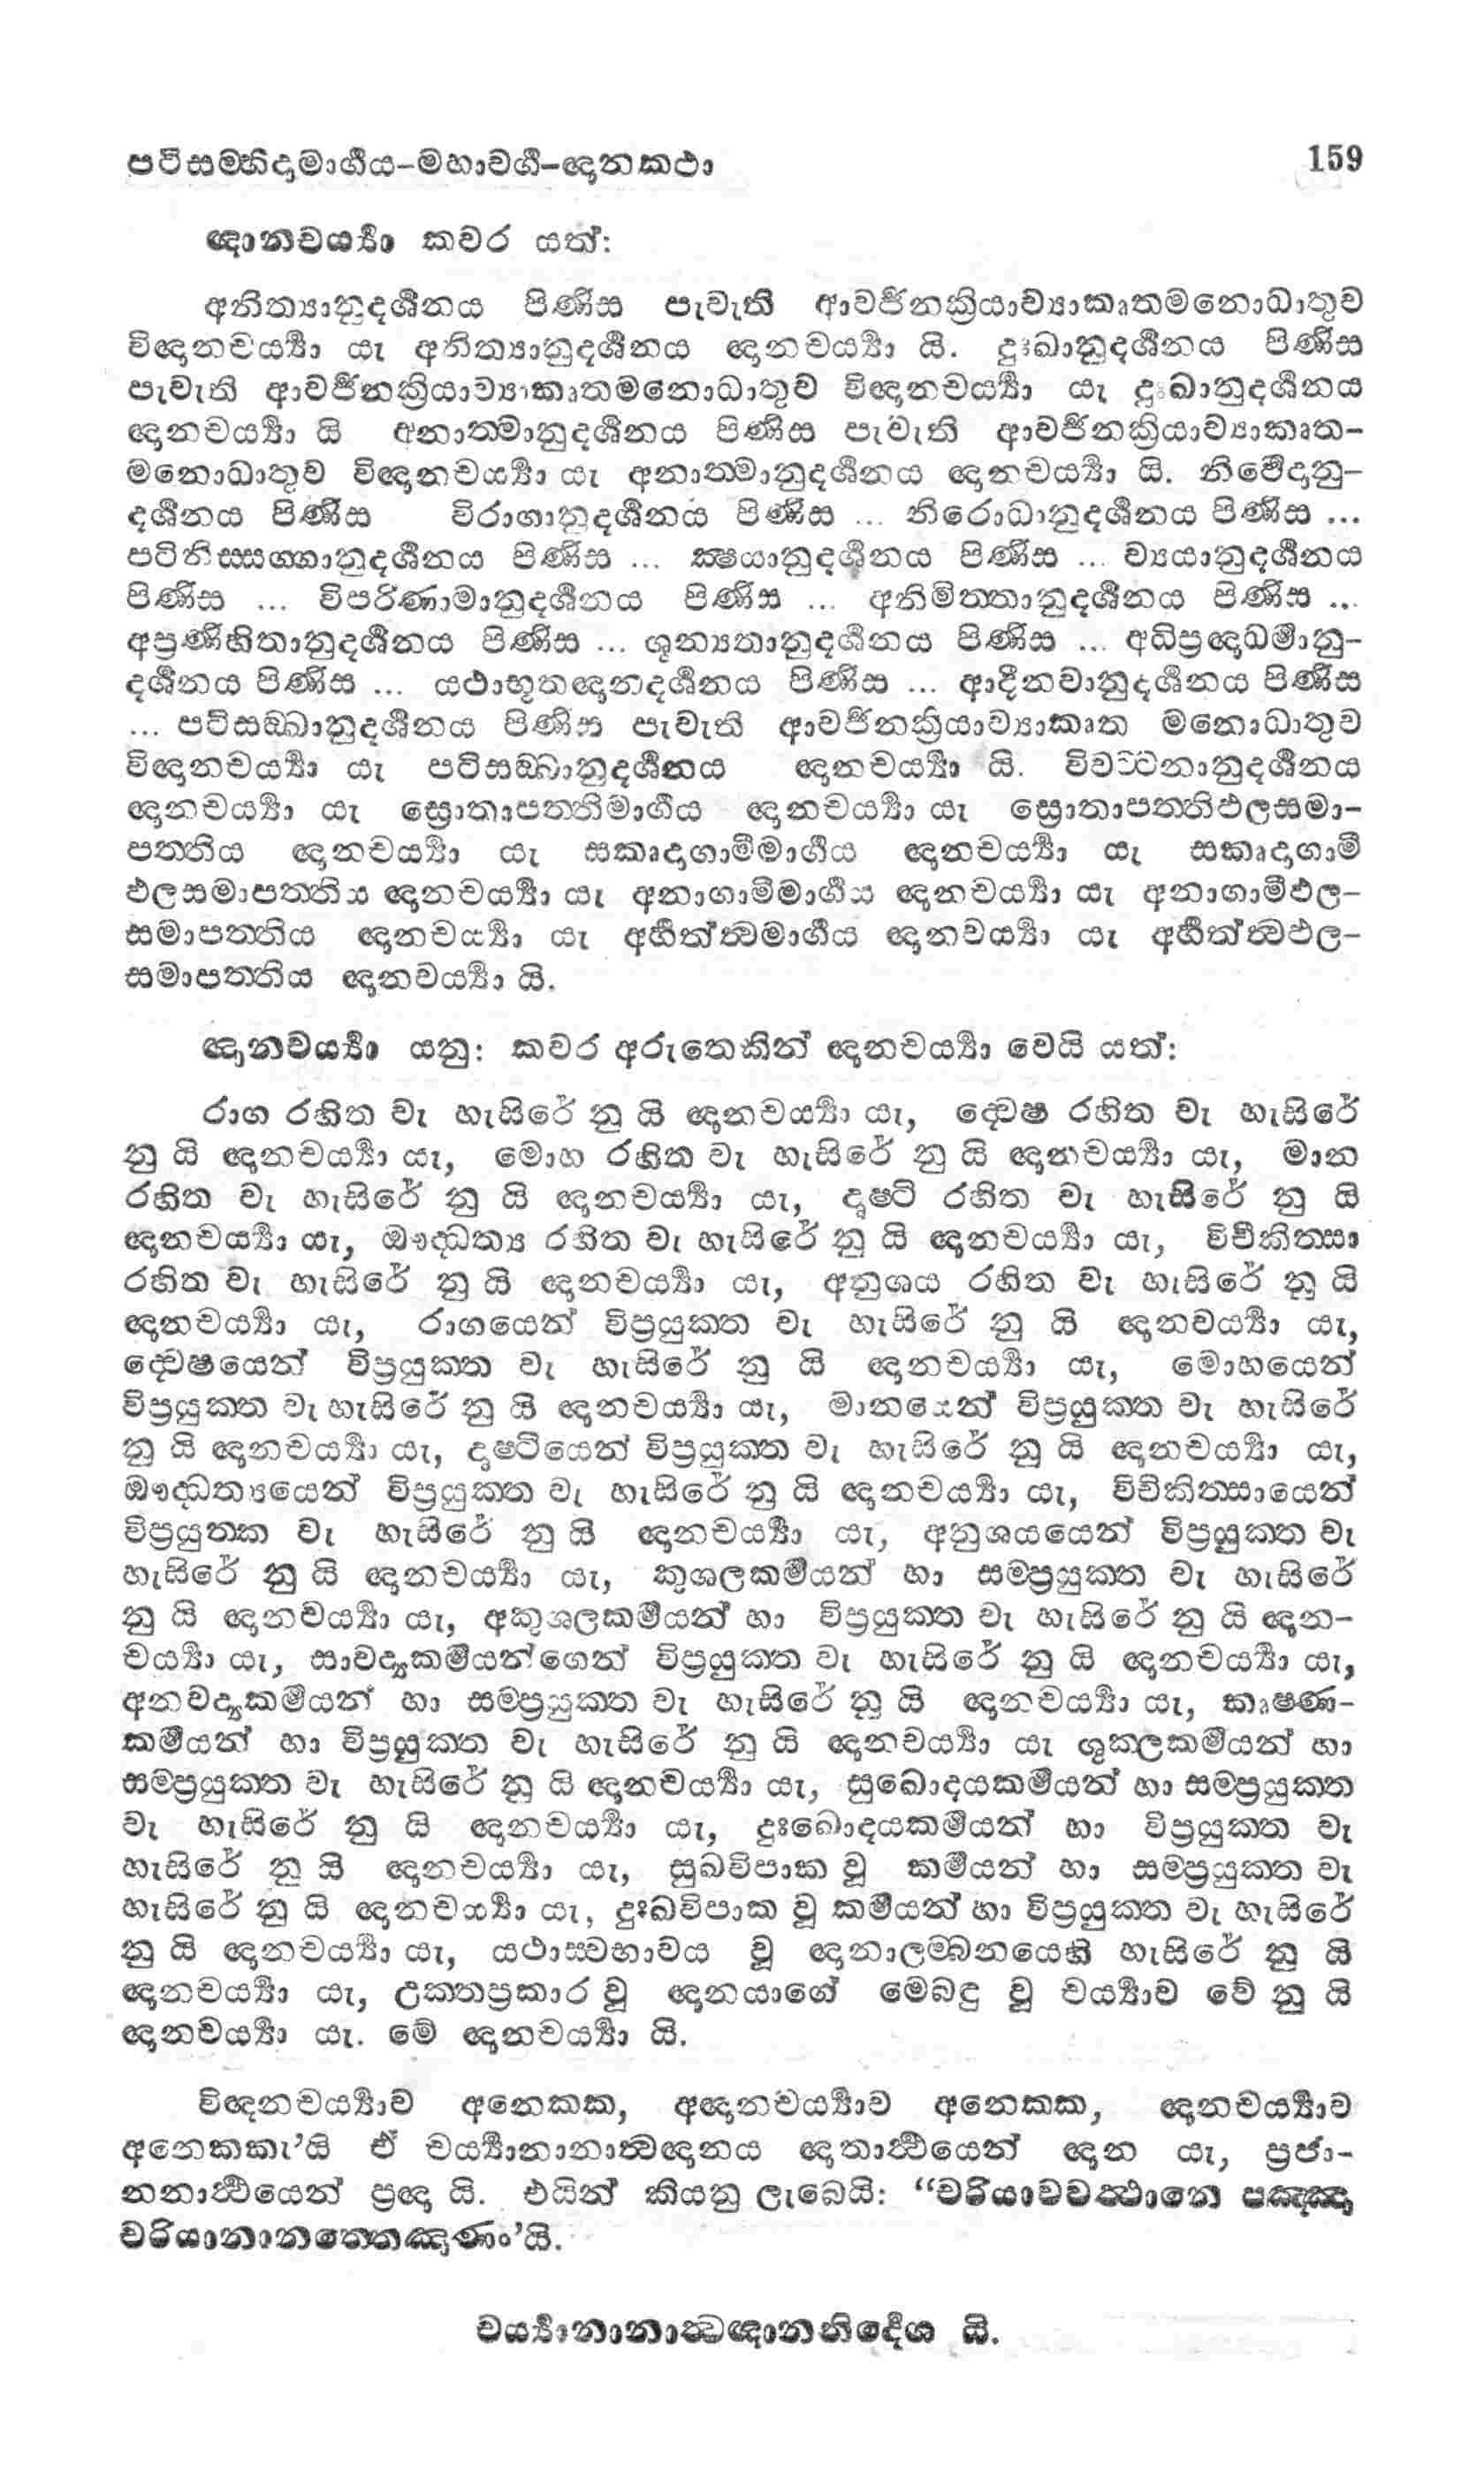 පටිසම්භිදාමාර්‍ගය-මහාවර්‍ග-ඥානකථා 159
ඥානචර්‍ය්‍යා කවර යත්:
අනිත්‍යානුදර්‍ශනය පිණිස පැවැති ආවර්‍ජනක්‍රියාව්‍යාකෘතමනොධාතුව
විඥානචර්‍ය්‍යා යැ අනිත්‍යානුදර්‍ශනය ඥානචර්‍ය්‍යා යි. දුඃඛානුදර්‍ශනය පිණිස
පැවැති ආවර්‍ජනක්‍රියාව්‍යාකෘතමනොධාතුව විඥානචර්‍ය්‍යා යැ දුඃඛානුදර්‍ශනය
ඥානචර්‍ය්‍යා යි අනාත්මානුදර්‍ශනය පිණිස පැවැති ආවර්‍ජනක්‍රියාව්‍යාකෘත-
මනොධාතුව විඥානචර්‍ය්‍යා යැ අනාත්මානුදර්‍ශනය ඥානචර්‍ය්‍යා යි. නිර්‍වෙදානු-
දර්‍ශනය පිණිස විරාගානුදර්‍ශනය පිණිස ... නිරොධානුදර්‍ශනය පිණිස ...
පටිනිස්සග්ගානුදර්‍ශනය පිණිස ... ක්‍ෂයානුදර්‍ශනය පිණිස ... ව්‍යයානුදර්‍ශනය
පිණිස ... විපරිණාමානුදර්‍ශනය පිණිස ... අනිමිත්තානුදර්‍ශනය පිණිස ...
අප්‍රණිහිතානුදර්‍ශනය පිණිස ... ශූන්‍යතානුදර්‍ශනය පිණිස ... අධිප්‍රඥාධර්‍මානු-
දර්‍ශනය පිණිස ... යථාභූතඥානදර්‍ශනය පිණිස ... ආදීනවානුදර්‍ශනය පිණිස
... පටිසඞ්ඛානුදර්‍ශනය පිණිස පැවැති ආවර්‍ජනක්‍රියාව්‍යාකෘත මනොධාතුව
විඥානචර්‍ය්‍යා යැ පටිසඞ්ඛානුදර්‍ශනය ඥානචර්‍ය්‍යා යි. විවට්ටනානුදර්‍ශනය
ඥානචර්‍ය්‍යා යැ ස්‍රොතාපත්තිමාර්‍ගය ඥානචර්‍ය්‍යා යැ ස්‍රොතාපත්තිඵලසමා-
පත්තිය ඥානචර්‍ය්‍යා යැ සකෘදාගාමිමාර්‍ගය ඥානචර්‍ය්‍යා යැ සකෘදාගාමී
ඵලසමාපත්තිය ඥානචර්‍ය්‍යා යැ අනාගාමීමාර්‍ගය ඥානචර්‍ය්‍යා යැ අනාගාමීඵල-
සමාපත්තිය ඥානචර්‍ය්‍යා යැ අර්‍හත්ත්‍වමාර්‍ගය ඥානචර්‍ය්‍යා යැ අර්‍හත්ත්‍වඵල-
සමාපත්තිය ඥානචර්‍ය්‍යා යි.
ඥානචර්‍ය්‍යා යනු: කවර අරුතෙකින් ඥානචර්‍ය්‍යා වෙයි යත්:
රාග රහිත වැ හැසිරේ නු යි ඥානචර්‍ය්‍යා යැ, ද්වෙෂ රහිත වැ හැසිරේ
නු යි ඥානචර්‍ය්‍යා යැ, මොහ රහිත වැ හැසිරේ නු යි ඥානචර්‍ය්‍යා යැ, මාන
රහිත වැ හැසිරේ නු යි ඥානචර්‍ය්‍යා යැ, දෘෂ්ටි රහිත වැ හැසිරේ නු යි
ඥානචර්‍ය්‍යා යැ, ඖද්ධත්‍ය රහිත වැ හැසිරේ නු යි ඥානචර්‍ය්‍යා යැ, විචිකිත්සා
රහිත වැ හැසිරේ නු යි ඥානචර්‍ය්‍යා යැ, අනුශය රහිත වැ හැසිරේ නු යි
ඥානචර්‍ය්‍යා යැ, රාගයෙන් විප්‍රයුක්ත වැ හැසිරේ නු යි ඥානචර්‍ය්‍යා යැ,
ද්වෙෂයෙන් විප්‍රයුක්ත වැ හැසිරේ නු යි ඥානචර්‍ය්‍යා යැ, මොහයෙන්
විප්‍රයුක්ත වැ හැසිරේ නු යි ඥානචර්‍ය්‍යා යැ, මානයෙන් විප්‍රයුක්ත වැ හැසිරේ
නු යි ඥානචර්‍ය්‍යා යැ, දෘෂ්ටියෙන් විප්‍රයුක්ත වැ හැසිරේ නු යි ඥානචර්‍ය්‍යා යැ,
ඖද්ධත්‍යයෙන් විප්‍රයුක්ත වැ හැසිරේ නු යි ඥානචර්‍ය්‍යා යැ, විචිකිත්සායෙන්
විප්‍රයුත්ක වැ හැසිරේ නු යි ඥානචර්‍ය්‍යා යැ, අනුශයයෙන් විප්‍රයුක්ත වැ
හැසිරේ නු යි ඥානචර්‍ය්‍යා යැ, කුශලකර්‍මයන් හා සම්ප්‍රයුක්ත වැ හැසිරේ
නු යි ඥානචර්‍ය්‍යා යැ, අකුශලකර්‍මයන් හා විප්‍රයුක්ත වැ හැසිරේ නු යි ඥාන-
චර්‍ය්‍යා යැ, සාවද්‍යකර්‍මයන්ගෙන් විප්‍රයුක්ත වැ හැසිරේ නු යි ඥානචර්‍ය්‍යා යැ,
අනවද්‍යකර්‍මයන් හා සම්ප්‍රයුක්ත වැ හැසිරේ නු යි ඥානචර්‍ය්‍යා යැ, කෘෂ්ණ-
කර්‍මයන් හා විප්‍රයුක්ත වැ හැසිරේ නු යි ඥානචර්‍ය්‍යා යැ ශුක්ලකර්‍මයන් හා
සම්ප්‍රයුක්ත වැ හැසිරේ නු යි ඥානචර්‍ය්‍යා යැ, සුඛොදයකර්‍මයන් හා සම්ප්‍රයුක්ත
වැ හැසිරේ නු යි ඥානචර්‍ය්‍යා යැ, දුඃඛොදයකර්‍මයන් හා විප්‍රයුක්ත වැ
හැසිරේ නු යි ඥානචර්‍ය්‍යා යැ, සුඛවිපාක වූ කර්‍මයන් හා සම්ප්‍රයුක්ත වැ
හැසිරේ නු යි ඥානචර්‍ය්‍යා යැ, දුඃඛවිපාක වූ කර්‍මයන් හා විප්‍රයුක්ත වැ හැසිරේ
නු යි ඥානචර්‍ය්‍යා යැ, යථාස්වභාවය වූ ඥානාලම්බනයෙහි හැසිරේ නු යි
ඥානචර්‍ය්‍යා යැ, උක්තප්‍රකාර වූ ඥානයාගේ මෙබඳු වූ චර්‍ය්‍යාව වේ නු යි
ඥානචර්‍ය්‍යා යැ. මේ ඥානචර්‍ය්‍යා යි.
විඥනචර්‍ය්‍යාව අනෙකක, අඥානචර්‍ය්‍යාව අනෙකක, ඥානචර්‍ය්‍යාව
අනෙකකැ’යි ඒ චර්‍ය්‍යානානාත්‍වඥානය ඥාතාර්‍ත්‍ථයෙන් ඥාන යැ, ප්‍රජා-
නනාර්‍ත්‍ථයෙන් ප්‍රඥා යි. එයින් කියනු ලැබෙයි: “චරියාවවත්‍ථානෙ පඤ්ඤා
චරියානානත්තෙඤාණං’යි.
චර්‍ය්‍යානානාත්‍වඥානනිර්‍දෙශ යි.